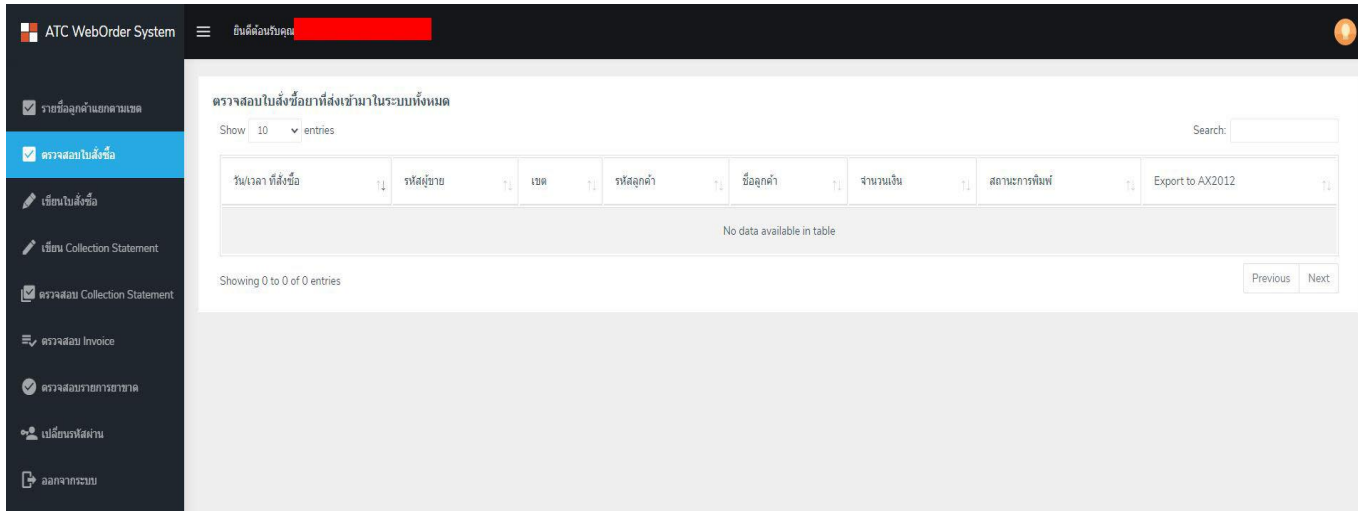 ATC WebOrder System
ยินดีต้อนรับคุณ
รายชื่อลูกค้าแยกตามเขต
ตรวจสอบใบสั่งซื้อ
เขียนใบสั่งซื้อ
เขียน Collection Statement
ตรวจสอบ Collection Statement
ตรวจสอบ Invoice
ตรวจสอบรายการยาขาด
เปลี่ยนรหัสผ่าน
ออกจากระบบ
ตรวจสอบใบสั่งซื้อยาที่ส่งเข้ามาในระบบทั้งหมด
Show 10 entries
Search:
วัน/เวลา ที่สั่งซื้อ รหัสผู้ขาย เขต รหัสลูกค้า ชื่อลูกค้า จำนวนเงิน สถานะการพิมพ์ Export to AX2012
No data available in table
Showing 0 to 0 of 0 entries
Previous Next